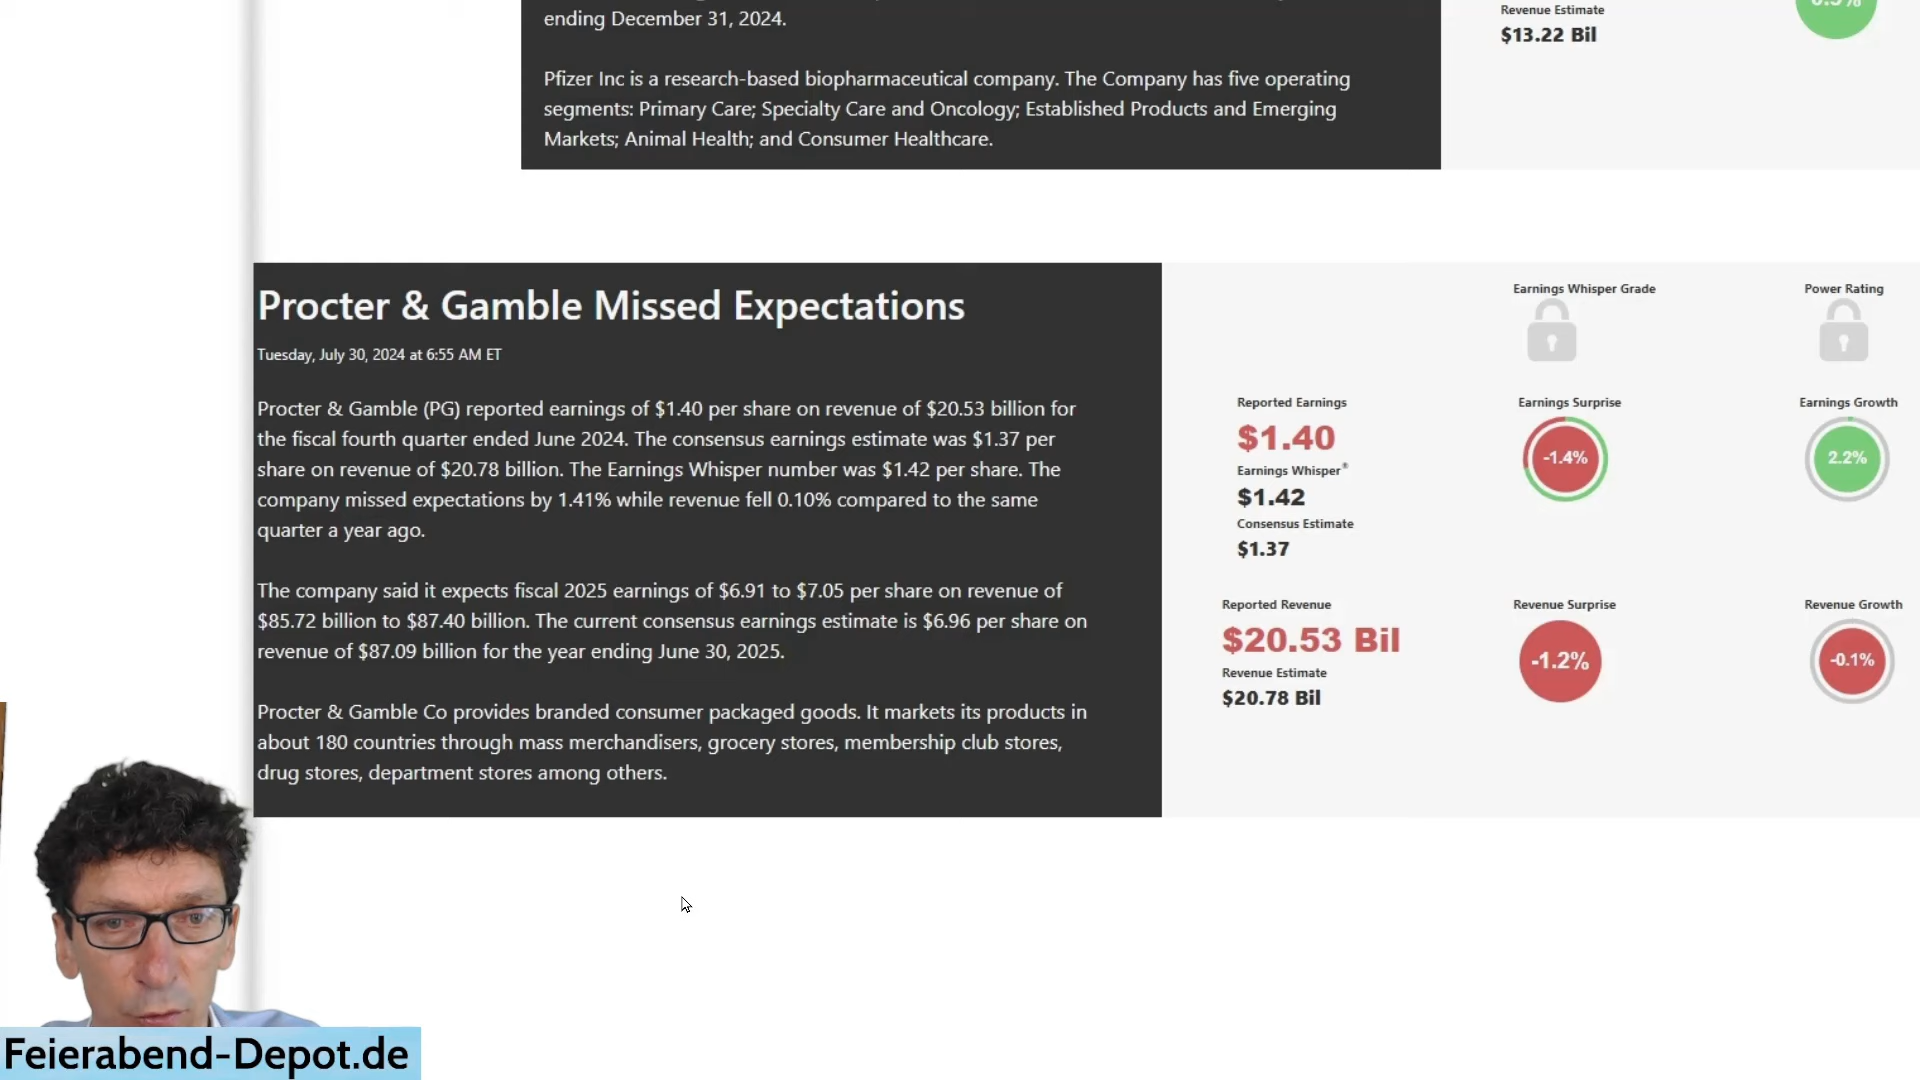 ending December 31, 2024.
Pfizer Inc is a research-based biopharmaceutical company. The Company has five operating
segments: Primary Care; Specialty Care and Oncology; Established Products and Emerging
Markets; Animal Health; and Consumer Healthcare.
Revenue Estimate
$13.22 Bil
Procter & Gamble Missed Expectations
Tuesday, July 30, 2024 at 6:55 AM ET
Procter & Gamble (PG) reported earnings of $1.40 per share on revenue of $20.53 billion for
the fiscal fourth quarter ended June 2024. The consensus earnings estimate was $1.37 per
share on revenue of $20.78 billion. The Earnings Whisper number was $1.42 per share. The
company missed expectations by 1.41% while revenue fell 0.10% compared to the same
quarter a year ago.
The company said it expects fiscal 2025 earnings of $6.91 to $7.05 per share on revenue of
$85.72 billion to $87.40 billion. The current consensus earnings estimate is $6.96 per share on
revenue of $87.09 billion for the year ending June 30, 2025.
Procter & Gamble Co provides branded consumer packaged goods. It markets its products in
about 180 countries through mass merchandisers, grocery stores, membership club stores,
drug stores, department stores among others.
Earnings Whisper Grade
Power Rating
Reported Earnings
$1.40
Earnings Whisper®
$1.42
Consensus Estimate
$1.37
Earnings Surprise
-1.4%
Earnings Growth
2.2%
Reported Revenue
$20.53 Bil
Revenue Estimate
$20.78 Bil
Revenue Surprise
-1.2%
Revenue Growth
-0.1%
Feierabend-Depot.de